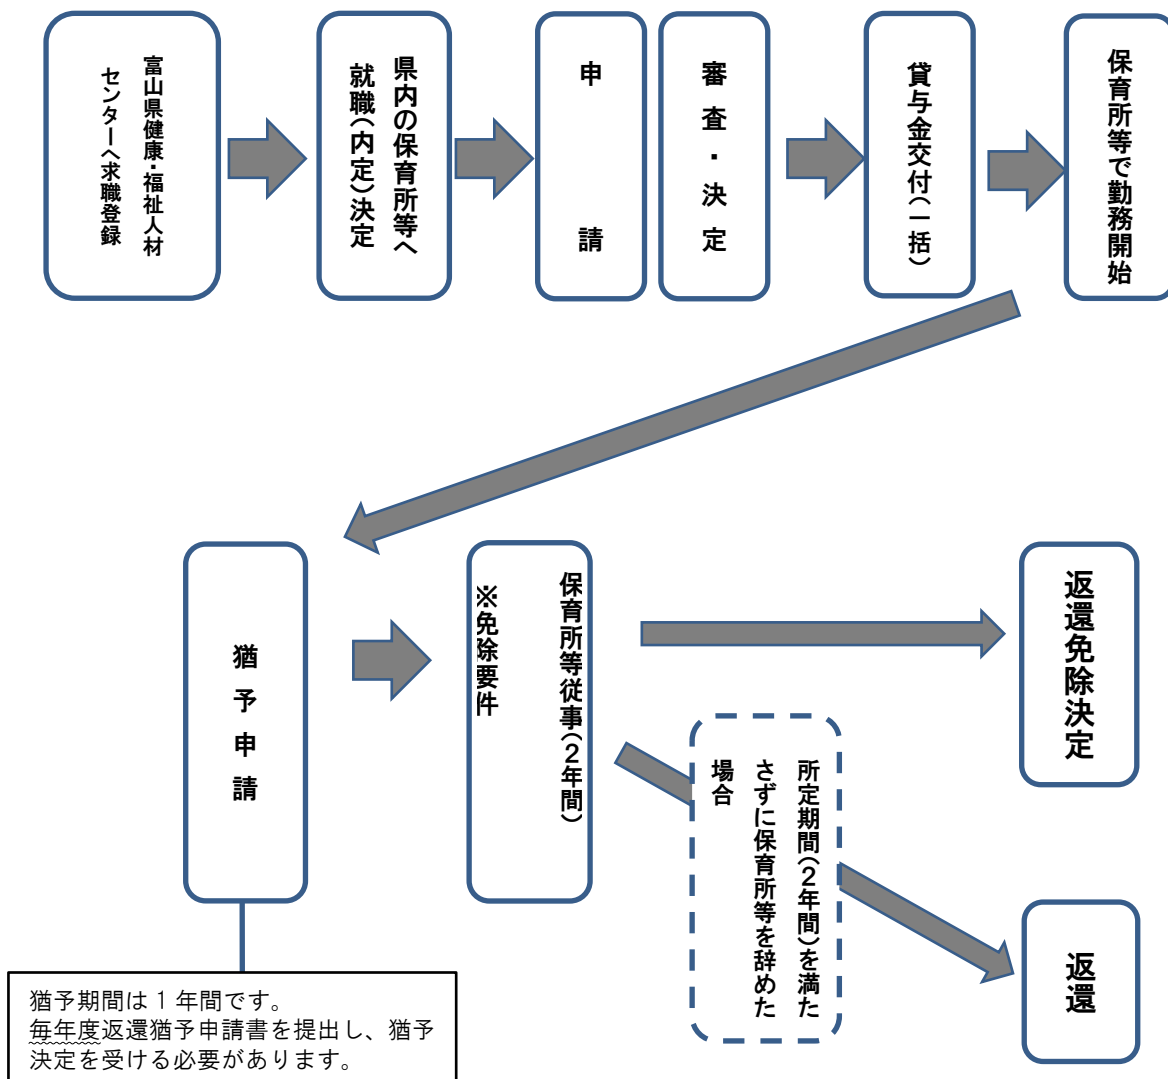 富山県健康・福祉人材
センターへ求職登録
県内の保育所等へ
就職(内定)決定
申請
審査・決定
貸与金交付(一括)
保育所等で勤務開始
猶予申請
保育所等従事(2年間)
※免除要件
返還免除決定
所定期間(2年間)を満た
さずに保育所等を辞めた
場合
返還
猶予期間は1年間です。
毎年度返還猶予申請書を提出し、猶予
決定を受ける必要があります。